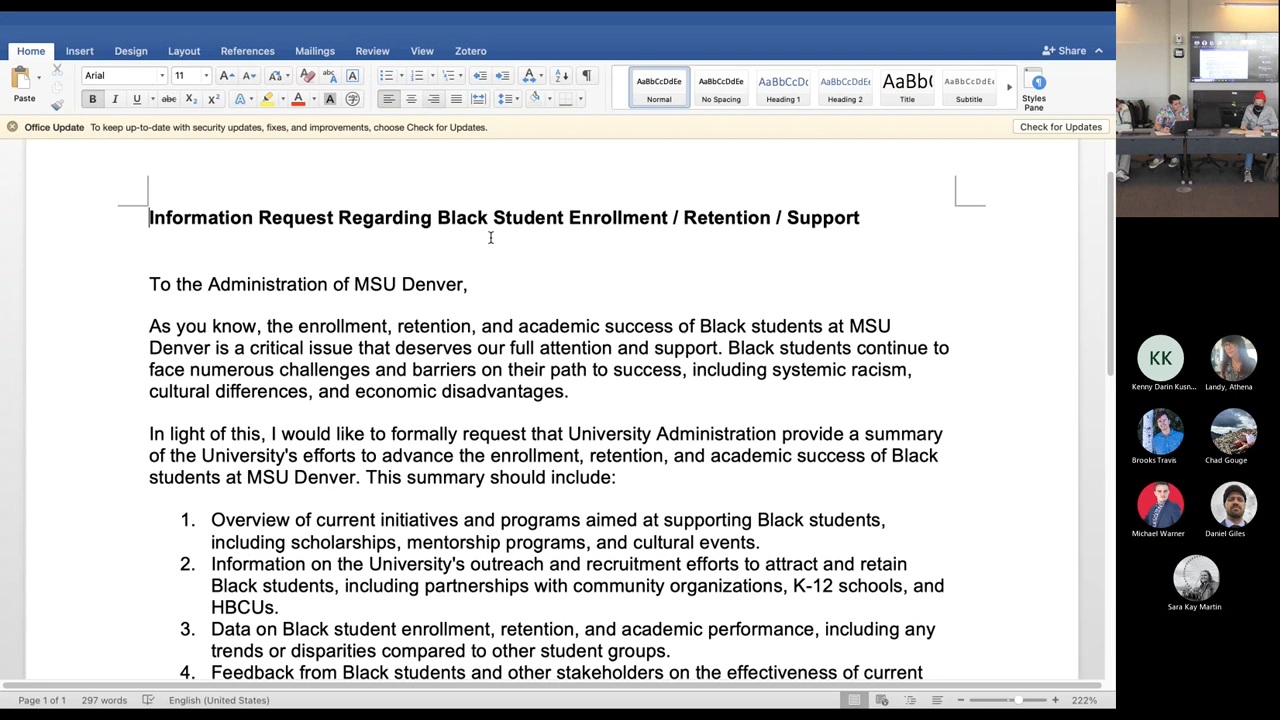 Home Insert Design Layout References Mailings Review View Zotero
Share
Paste
Arial
11
AaBbCcDdEe
Normal
AaBbCcDdEe
No Spacing
AaBbCcDc
Heading 1
AaBbCcDdEe
Heading 2
AaBb(
Title
AaBbCcDdEe
Subtitle
Styles
Pane
Office Update To keep up-to-date with security updates, fixes, and improvements, choose Check for Updates.
Check for Updates
Information Request Regarding Black Student Enrollment / Retention / Support
To the Administration of MSU Denver,
As you know, the enrollment, retention, and academic success of Black students at MSU
Denver is a critical issue that deserves our full attention and support. Black students continue to
face numerous challenges and barriers on their path to success, including systemic racism,
cultural differences, and economic disadvantages.
In light of this, I would like to formally request that University Administration provide a summary
of the University's efforts to advance the enrollment, retention, and academic success of Black
students at MSU Denver. This summary should include:
1. Overview of current initiatives and programs aimed at supporting Black students,
including scholarships, mentorship programs, and cultural events.
2. Information on the University's outreach and recruitment efforts to attract and retain
Black students, including partnerships with community organizations, K-12 schools, and
HBCUs.
3. Data on Black student enrollment, retention, and academic performance, including any
trends or disparities compared to other student groups.
4. Feedback from Black students and other stakeholders on the effectiveness of current
Page 1 of 1 297 words English (United States) 222%
KK
Kenny Darin Kusn...
Landy, Athena
Brooks Travis
Chad Gouge
Michael Warner
Daniel Giles
Sara Kay Martin